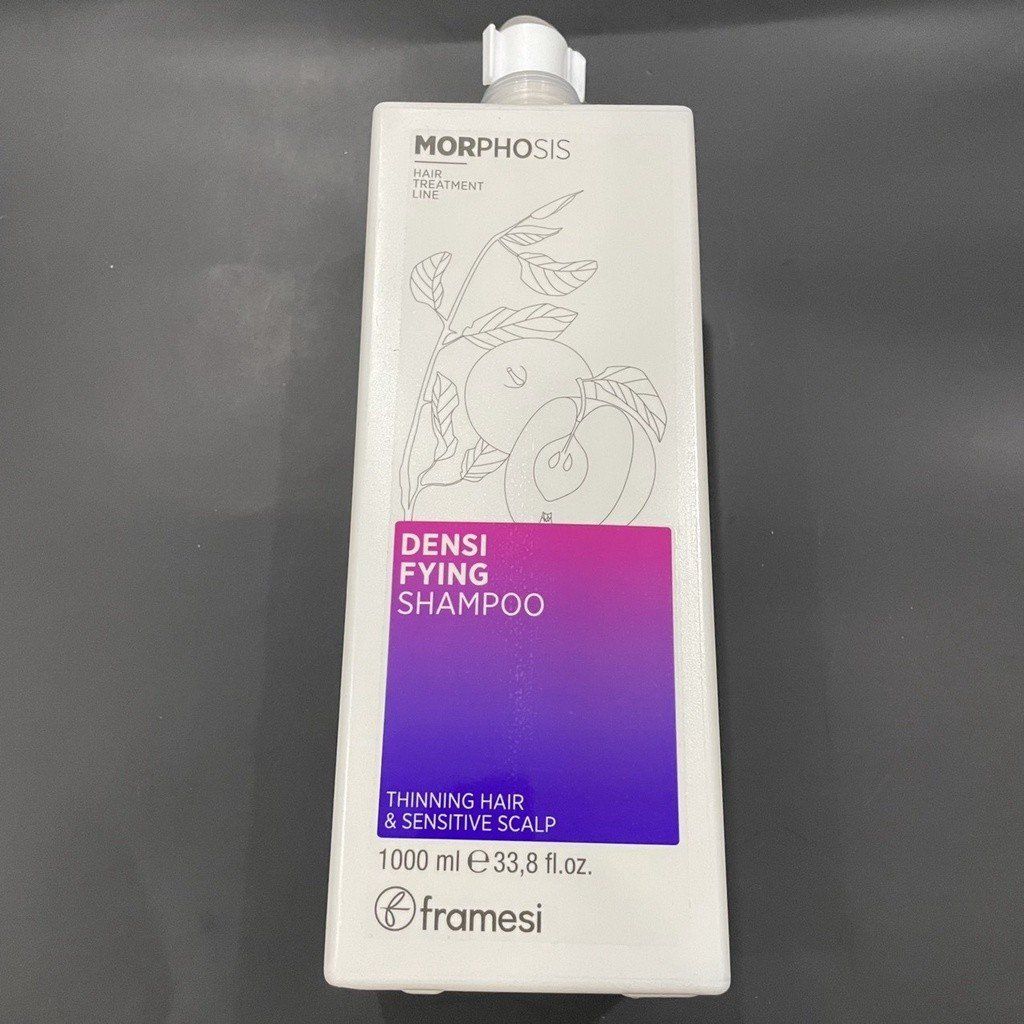 MORPHOSIS
HAIR
TREATMENT
LINE
DENSI
FYING
SHAMPOO
THINNING HAIR
& SENSITIVE SCALP
1000 ml ℮ 33,8 fl.oz.
framesi